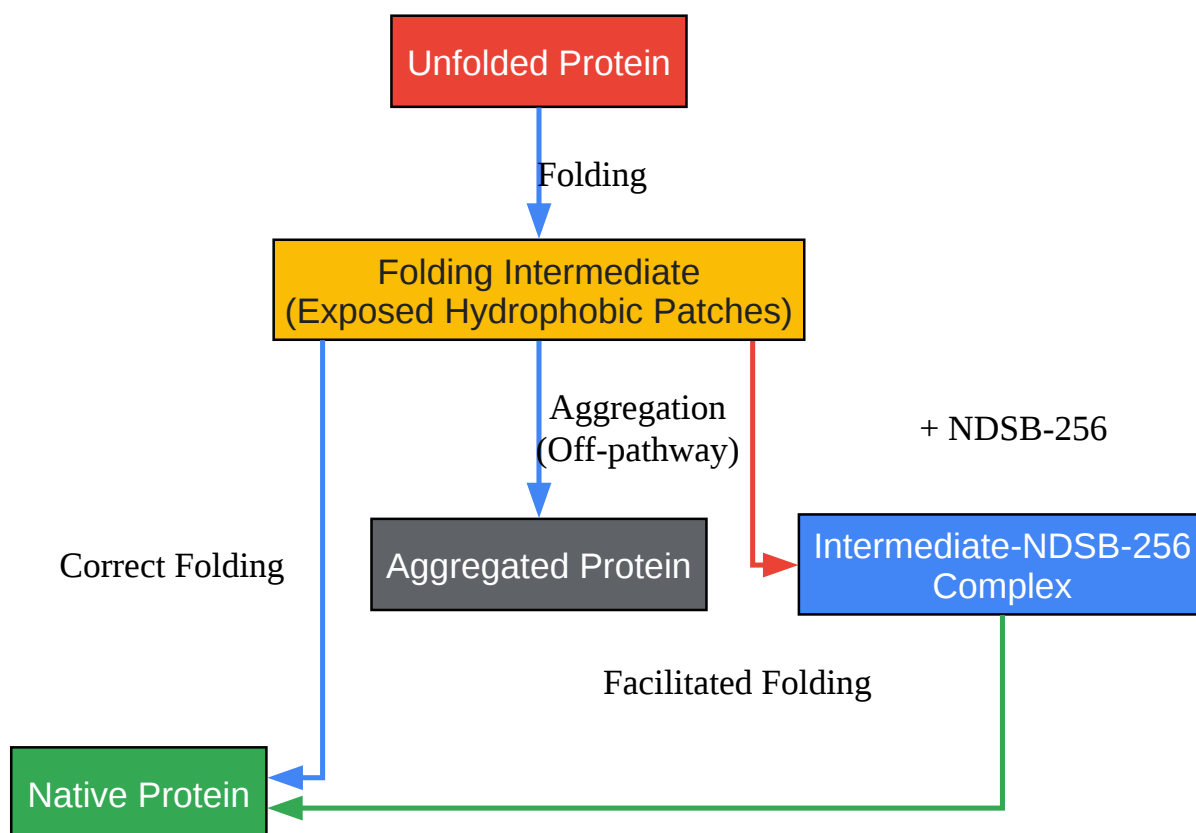 Unfolded Protein
Folding
Folding Intermediate
(Exposed Hydrophobic Patches)
Aggregation
(Off-pathway)
+ NDSB-256
Correct Folding
Aggregated Protein
Intermediate-NDSB-256
Complex
Facilitated Folding
Native Protein